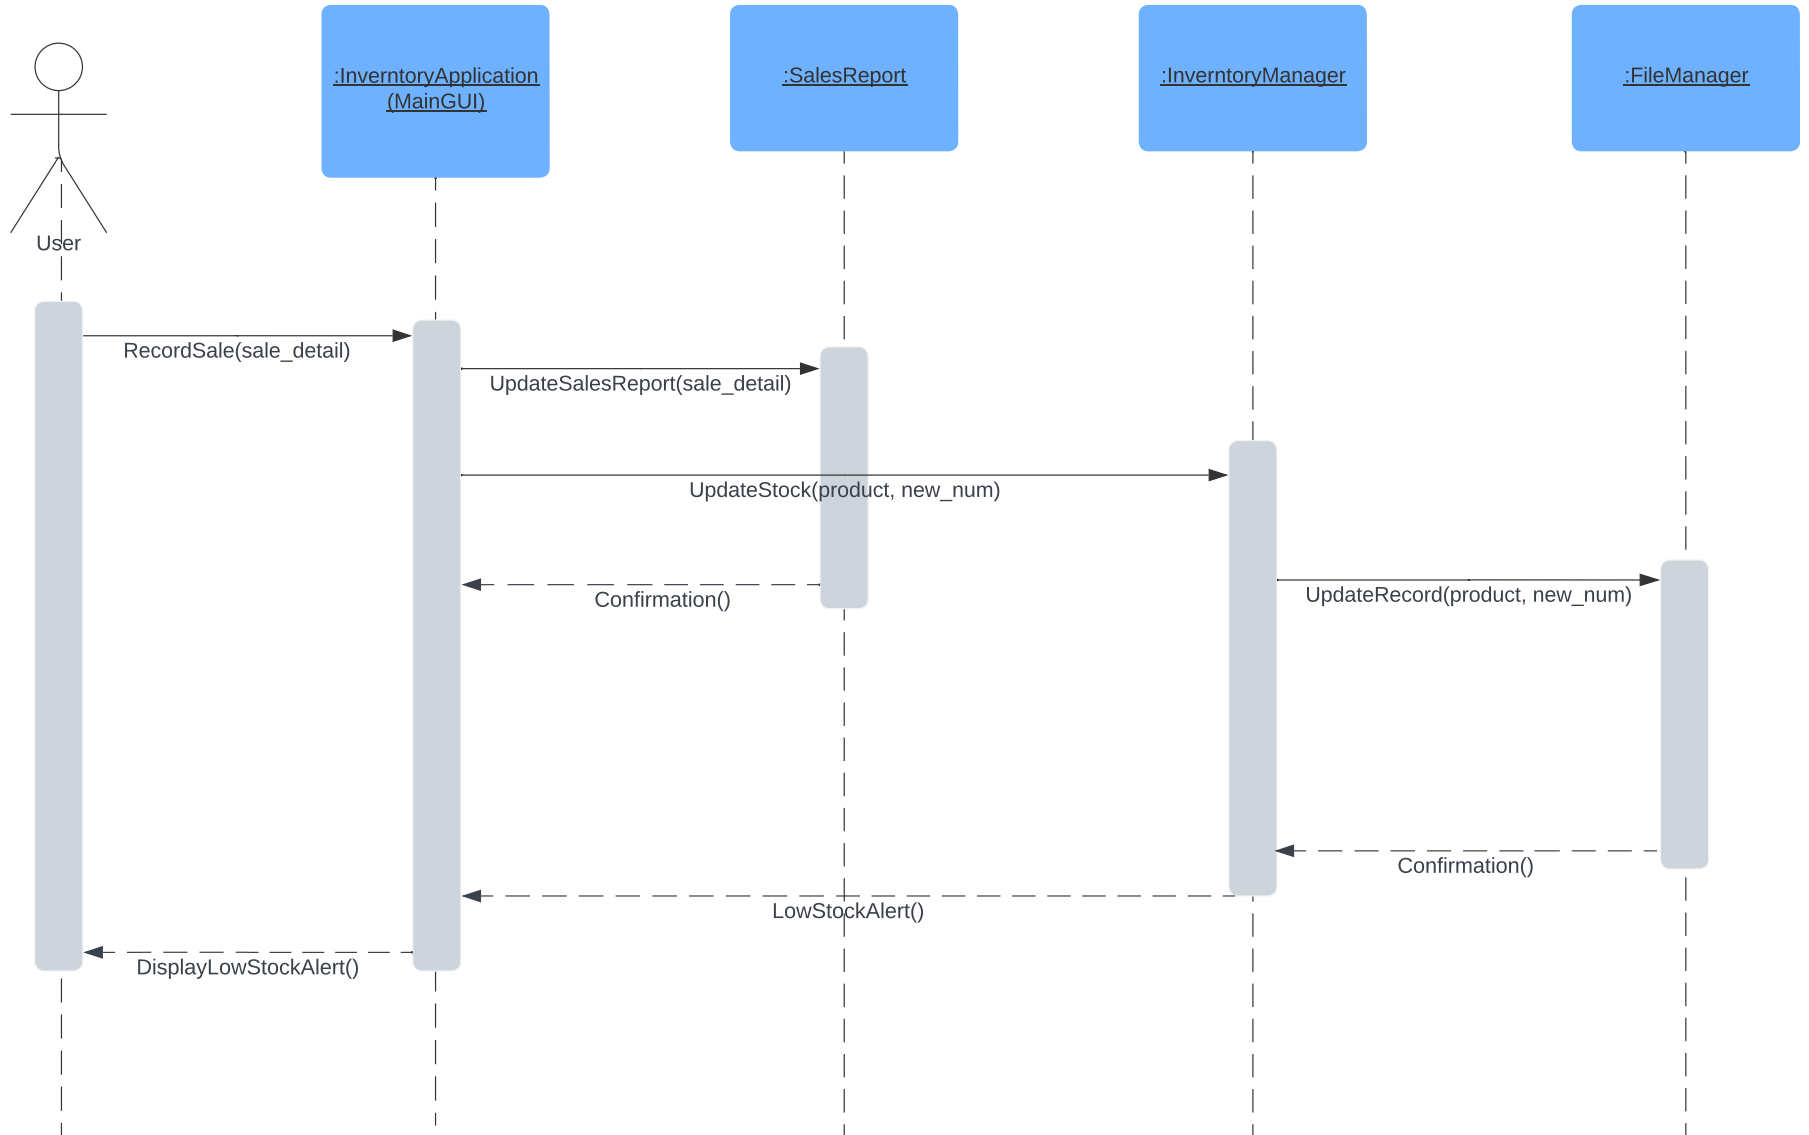 :InverntoryApplication
(MainGUI)
:SalesReport
:InverntoryManager
:FileManager
User
RecordSale(sale_detail)
UpdateSalesReport(sale_detail)
UpdateStock(product, new_num)
Confirmation()
UpdateRecord(product, new_num)
Confirmation()
LowStockAlert()
DisplayLowStockAlert()